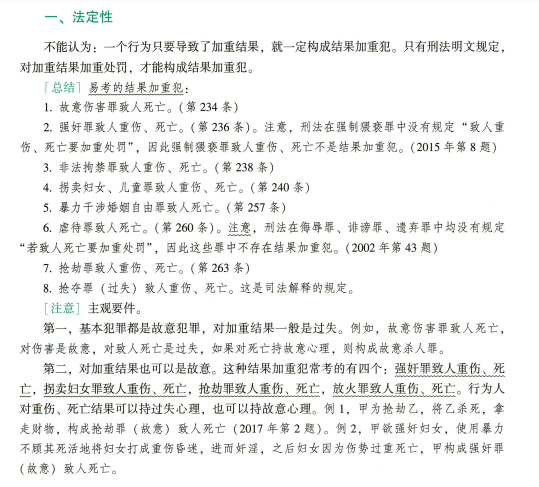 一、法定性
不能认为：一个行为只要导致了加重结果，就一定构成结果加重犯。只有刑法明文规定，
对加重结果加重处罚，才能构成结果加重犯。
［总结］易考的结果加重犯：
1. 故意伤害罪致人死亡。（第 234 条）
2. 强奸罪致人重伤、死亡。（第 236 条）。注意，刑法在强制猥亵罪中没有规定“致人重
伤、死亡要加重处罚”，因此强制猥亵罪致人重伤、死亡不是结果加重犯。（2015 年第 8 题）
3. 非法拘禁罪致人重伤、死亡。（第 238 条）
4. 拐卖妇女、儿童罪致人重伤、死亡。（第 240 条）
5. 暴力干涉婚姻自由罪致人死亡。（第 257 条）
6. 虐待罪致人死亡。（第 260 条）。注意，刑法在侮辱罪、诽谤罪、遗弃罪中均没有规定
“若致人死亡要加重处罚”，因此这些罪中不存在结果加重犯。（2002 年第 43 题）
7. 抢劫罪致人重伤、死亡。（第 263 条）
8. 抢夺罪（过失）致人重伤、死亡。这是司法解释的规定。
［注意］主观要件。
第一，基本犯罪都是故意犯罪，对加重结果一般是过失。例如，故意伤害罪致人死亡，
对伤害是故意，对致人死亡是过失，如果对死亡持故意心理，则构成故意杀人罪。
第二，对加重结果也可以是故意。这种结果加重犯常考的有四个：强奸罪致人重伤、死
亡，拐卖妇女罪致人重伤、死亡，抢劫罪致人重伤、死亡，放火罪致人重伤、死亡。行为人
对重伤、死亡结果可以持过失心理，也可以持故意心理。例 1，甲为抢劫乙，将乙杀死，拿
走财物，构成抢劫罪（故意）致人死亡（2017 年第 2 题）。例 2，甲欲强奸妇女，使用暴力
不顾其死活地将妇女打成重伤昏迷，进而奸淫，之后妇女因为伤势过重死亡，甲构成强奸罪
（故意）致人死亡。